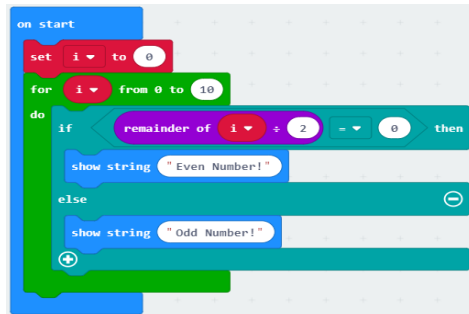 on start
set i to 0
for i from 0 to 10
do
if remainder of i ÷ 2 = 0 then
show string "Even Number!"
else
show string "Odd Number!"